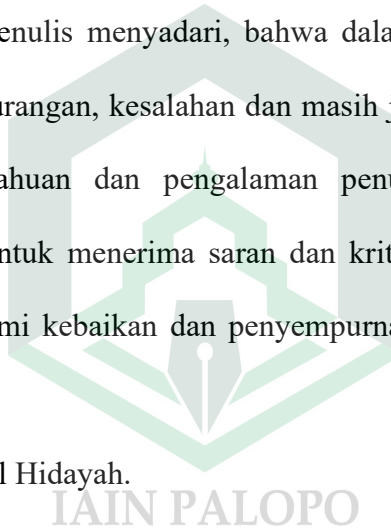 enulis menyadari, bahwa dala
urangan, kesalahan dan masih j
ahuan dan pengalaman penu
ntuk menerima saran dan krit
mi kebaikan dan penyempurna
l Hidayah.
IAIN PALOPO